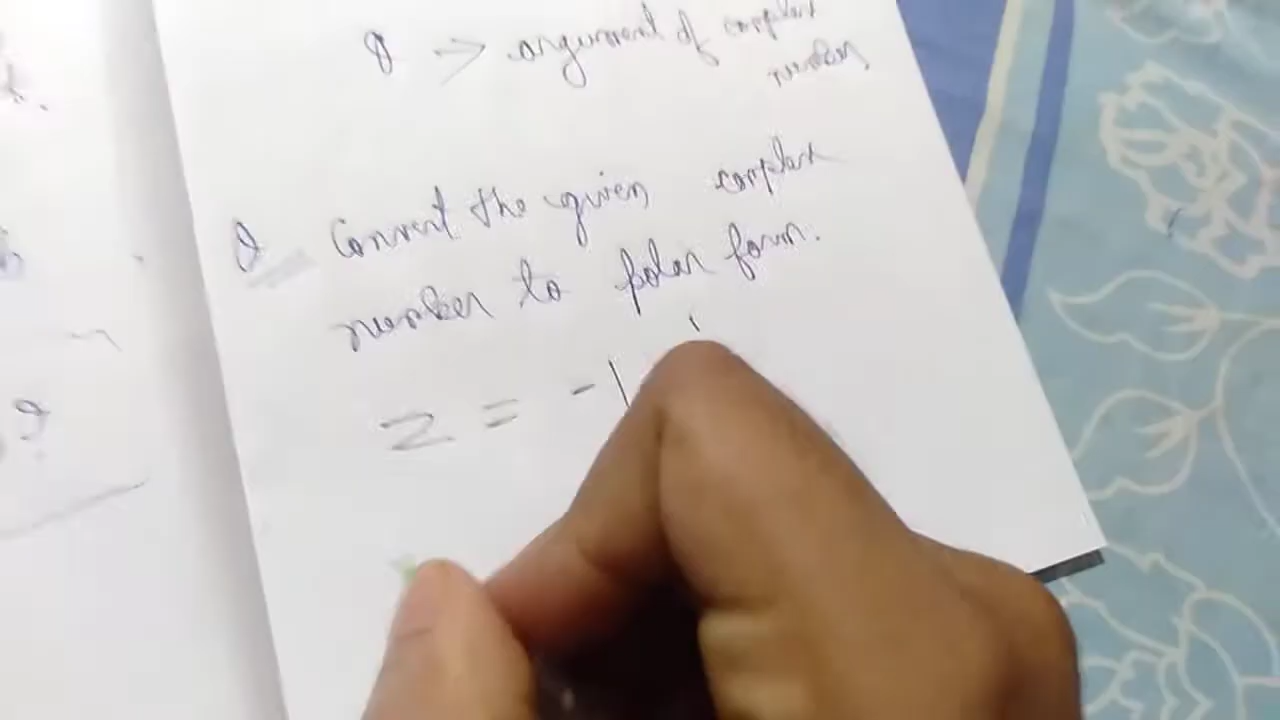 θ → argument of complex
number
Q Convert the given complex
number to polar form.
Z = -1